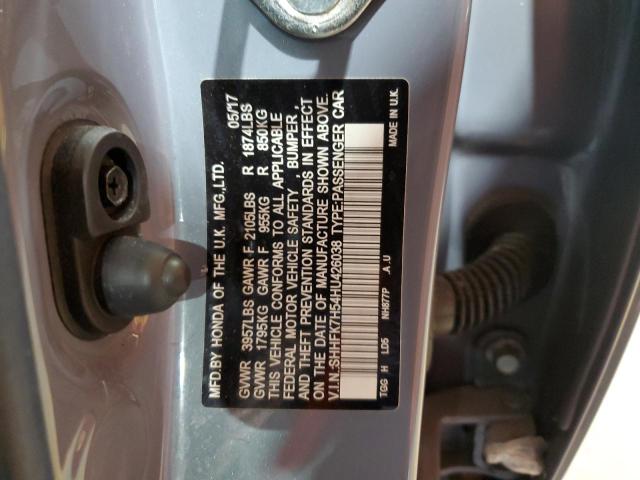 MFD.BY HONDA OF THE U.K. MFG.,LTD. 05/17
GVWR 3957LBS GAWR F 2105LBS R 1874LBS
GVWR 1795KG GAWR F 955KG R 850KG
THIS VEHICLE CONFORMS TO ALL APPLICABLE
FEDERAL MOTOR VEHICLE SAFETY , BUMPER ,
AND THEFT PREVENTION STANDARDS IN EFFECT
ON THE DATE OF MANUFACTURE SHOWN ABOVE.
V.I.N.:SHHFK7H54HU426038 TYPE:PASSENGER CAR
TGG H LD5 NH877P .A .U MADE IN U.K.